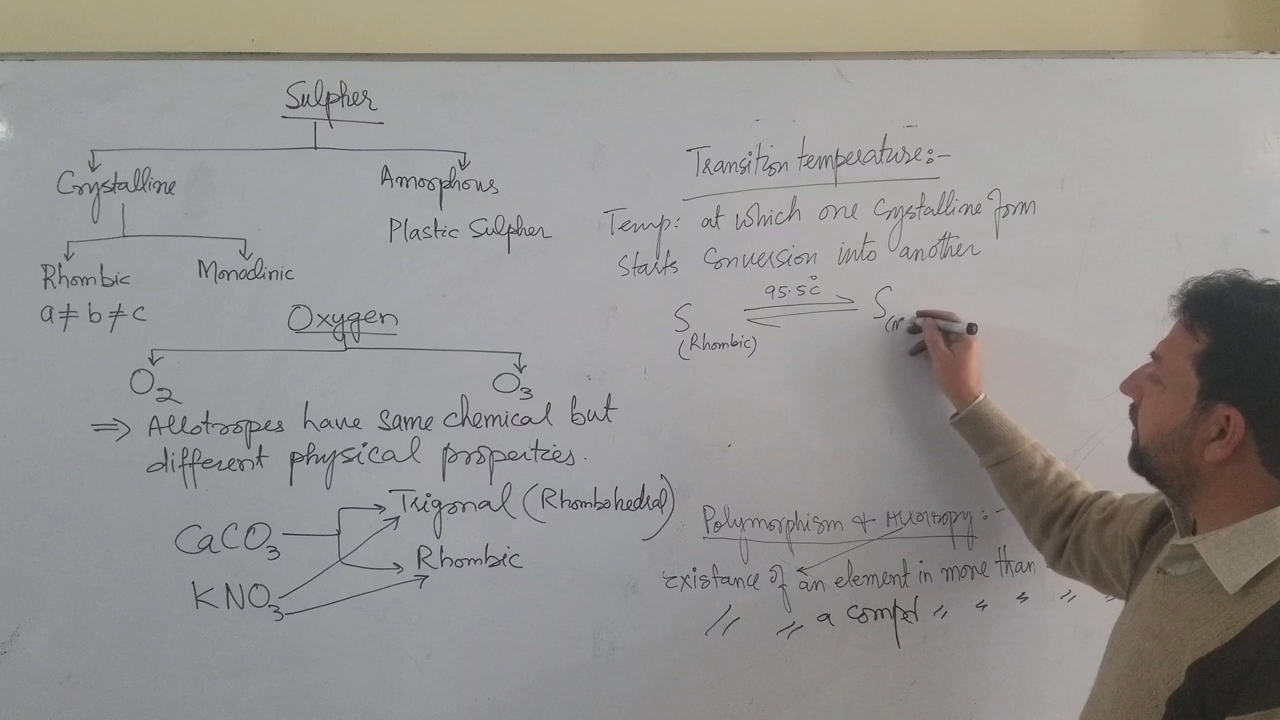 Sulpher
Crystalline Amorphous
Plastic Sulpher
Rhombic Monoclinic
a ≠ b ≠ c
Oxygen
O₂ O₃
⇒ Allotropes have same chemical but
different physical properties.
CaCO₃ Trigonal (Rhombohedral)
KNO₃ Rhombic
Transition temperature:-
Temp: at which one crystalline form
starts conversion into another
95.5°C
S ⇌ S
(Rhombic)
Polymorphism & Allotropy:-
Existance of an element in more than
〃 〃 a compd 〃 〃 〃 〃 〃